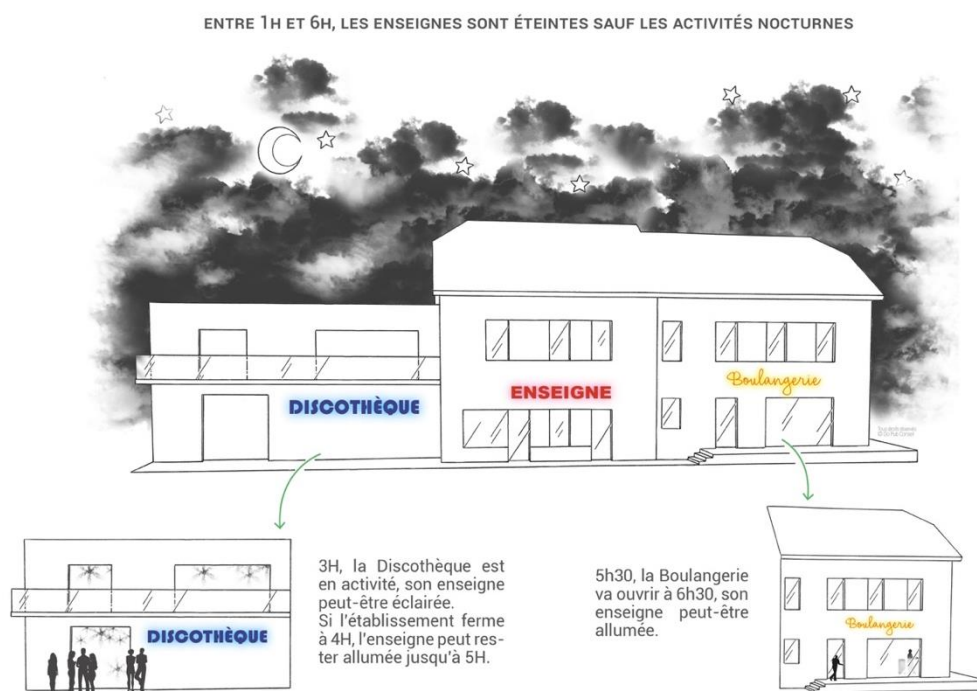 ENTRE 1H ET 6H, LES ENSEIGNES SONT ÉTEINTES SAUF LES ACTIVITÉS NOCTURNES
DISCOTHÈQUE
ENSEIGNE
Boulangerie
3H, la Discothèque est
en activité, son enseigne
peut-être éclairée.
Si l'établissement ferme
à 4H, l'enseigne peut res-
ter allumée jusqu'à 5H.
DISCOTHÈQUE
5h30, la Boulangerie
va ouvrir à 6h30, son
enseigne peut-être
allumée.
Boulangerie